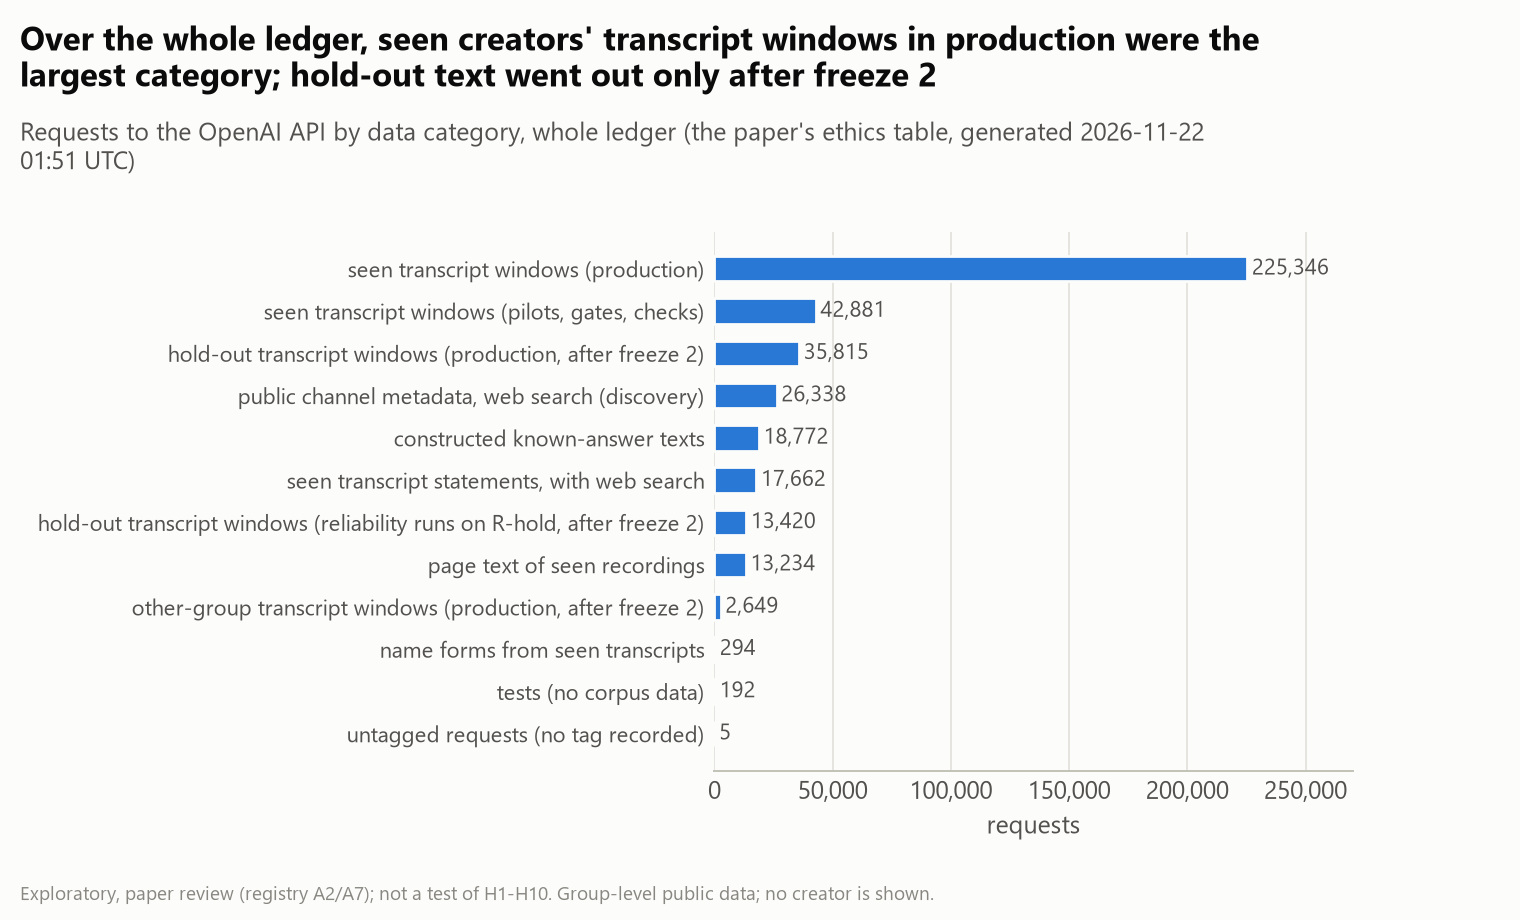 Over the whole ledger, seen creators' transcript windows in production were the
largest category; hold-out text went out only after freeze 2
Requests to the OpenAI API by data category, whole ledger (the paper's ethics table, generated 2026-11-22
01:51 UTC)
seen transcript windows (production) 225,346
seen transcript windows (pilots, gates, checks) 42,881
hold-out transcript windows (production, after freeze 2) 35,815
public channel metadata, web search (discovery) 26,338
constructed known-answer texts 18,772
seen transcript statements, with web search 17,662
hold-out transcript windows (reliability runs on R-hold, after freeze 2) 13,420
page text of seen recordings 13,234
other-group transcript windows (production, after freeze 2) 2,649
name forms from seen transcripts 294
tests (no corpus data) 192
untagged requests (no tag recorded) 5
0 50,000 100,000 150,000 200,000 250,000
requests
Exploratory, paper review (registry A2/A7); not a test of H1-H10. Group-level public data; no creator is shown.